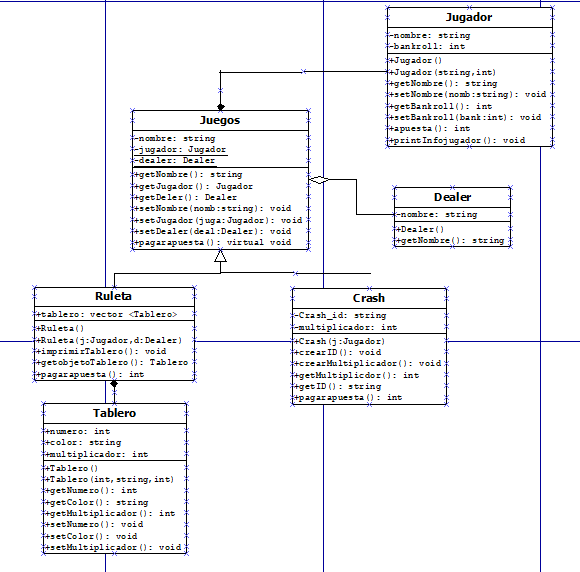 Jugador
-nombre: string
-bankroll: int
+Jugador()
+Jugador(string,int)
+getNombre(): string
+setNombre(nomb:string): void
+getBankroll(): int
+setBankroll(bank:int): void
+apuesta(): int
+printInfojugador(): void
Juegos
-nombre: string
-jugador: Jugador
-dealer: Dealer
+getNombre(): string
+getJugador(): Jugador
+getDeler(): Dealer
+setNombre(nomb:string): void
+setJugador(juga:Jugador): void
+setDealer(deal:Dealer): void
+pagarapuesta(): virtual void
Dealer
-nombre: string
+Dealer()
+getNombre(): string
Ruleta
+tablero: vector <Tablero>
+Ruleta()
+Ruleta(j:Jugador,d:Dealer)
+imprimirTablero(): void
+getobjetoTablero(): Tablero
+pagarapuesta(): int
Crash
-Crash_id: string
-multiplicador: int
+Crash(j:Jugador)
+crearID(): void
+crearMultiplicador(): void
+getMultiplicdor(): int
+getID(): string
+pagarapuesta(): int
Tablero
+numero: int
+color: string
+multiplicador: int
+Tablero()
+Tablero(int,string,int)
+getNumero(): int
+getColor(): string
+getMultiplicador(): int
+setNumero(): void
+setColor(): void
+setMultiplicador(): void